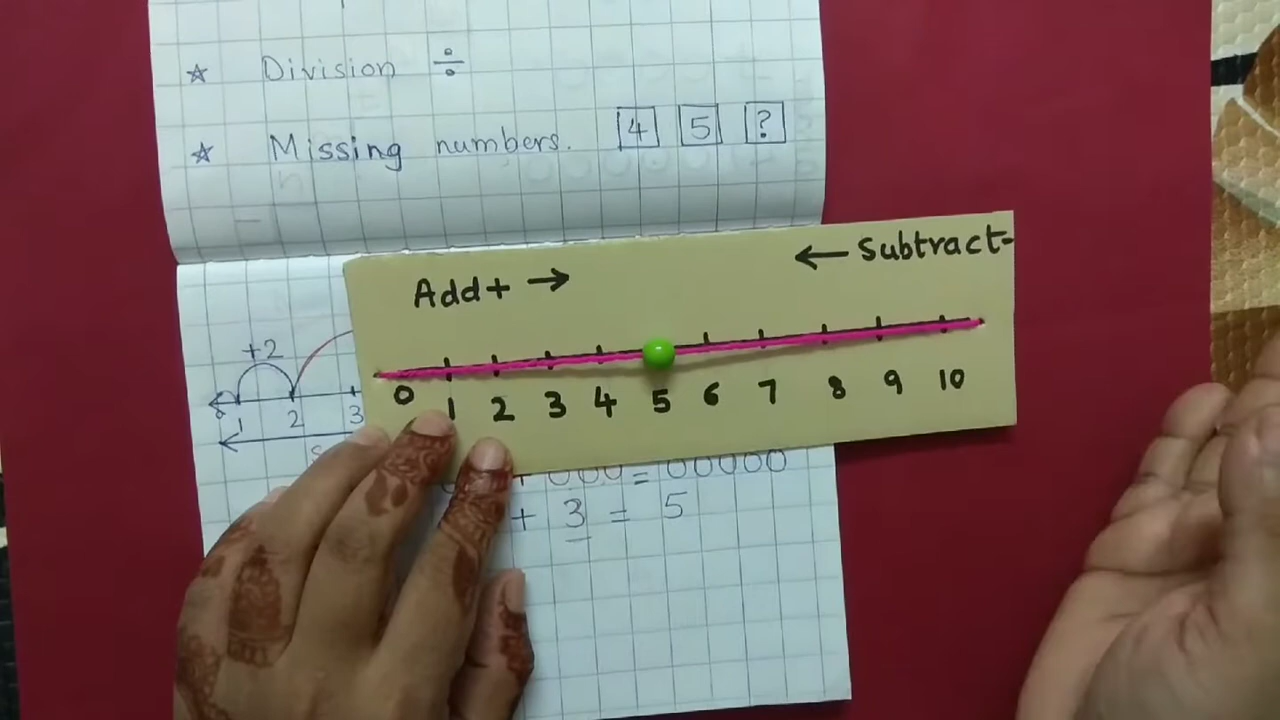 ☆ Division ÷
☆ Missing numbers. 4 5 ?
Add+ → ← Subtract-
0 1 2 3 4 5 6 7 8 9 10
+2
1 2 3
+ 000 = 00000
+ 3 = 5